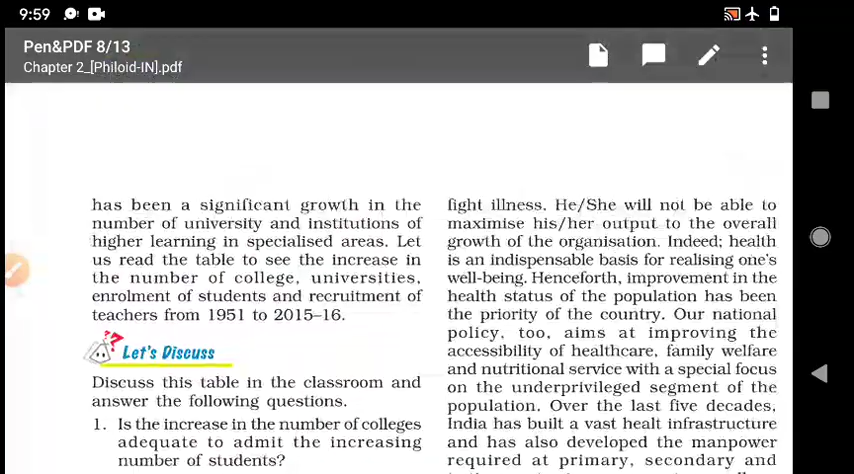 9:59
Pen&PDF 8/13
Chapter 2_[Philoid-IN].pdf
has been a significant growth in the
number of university and institutions of
higher learning in specialised areas. Let
us read the table to see the increase in
the number of college, universities,
enrolment of students and recruitment of
teachers from 1951 to 2015–16.
Let's Discuss
Discuss this table in the classroom and
answer the following questions.
1. Is the increase in the number of colleges
adequate to admit the increasing
number of students?
fight illness. He/She will not be able to
maximise his/her output to the overall
growth of the organisation. Indeed; health
is an indispensable basis for realising one's
well-being. Henceforth, improvement in the
health status of the population has been
the priority of the country. Our national
policy, too, aims at improving the
accessibility of healthcare, family welfare
and nutritional service with a special focus
on the underprivileged segment of the
population. Over the last five decades,
India has built a vast healt infrastructure
and has also developed the manpower
required at primary, secondary and